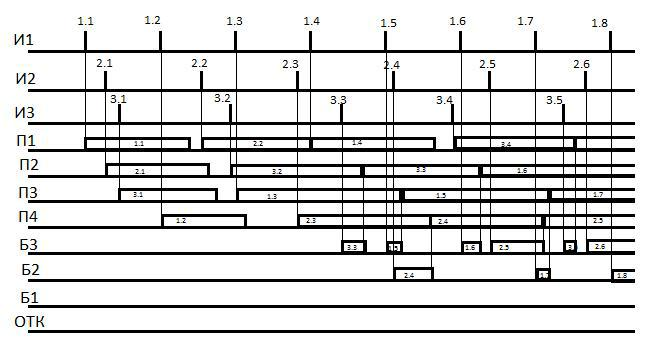 1.1 1.2 1.3 1.4 1.5 1.6 1.7 1.8
И1
2.1 2.2 2.3 2.4 2.5 2.6
И2
3.1 3.2 3.3 3.4 3.5
И3
П1 1.1 2.2 1.4 3.4
П2 2.1 3.2 3.3 1.6
П3 3.1 1.3 1.5 1.7
П4 1.2 2.3 2.4 2.5
Б3 3.3 1.5 1.6 2.5 2.6
Б2 2.4 1.8
Б1
ОТК